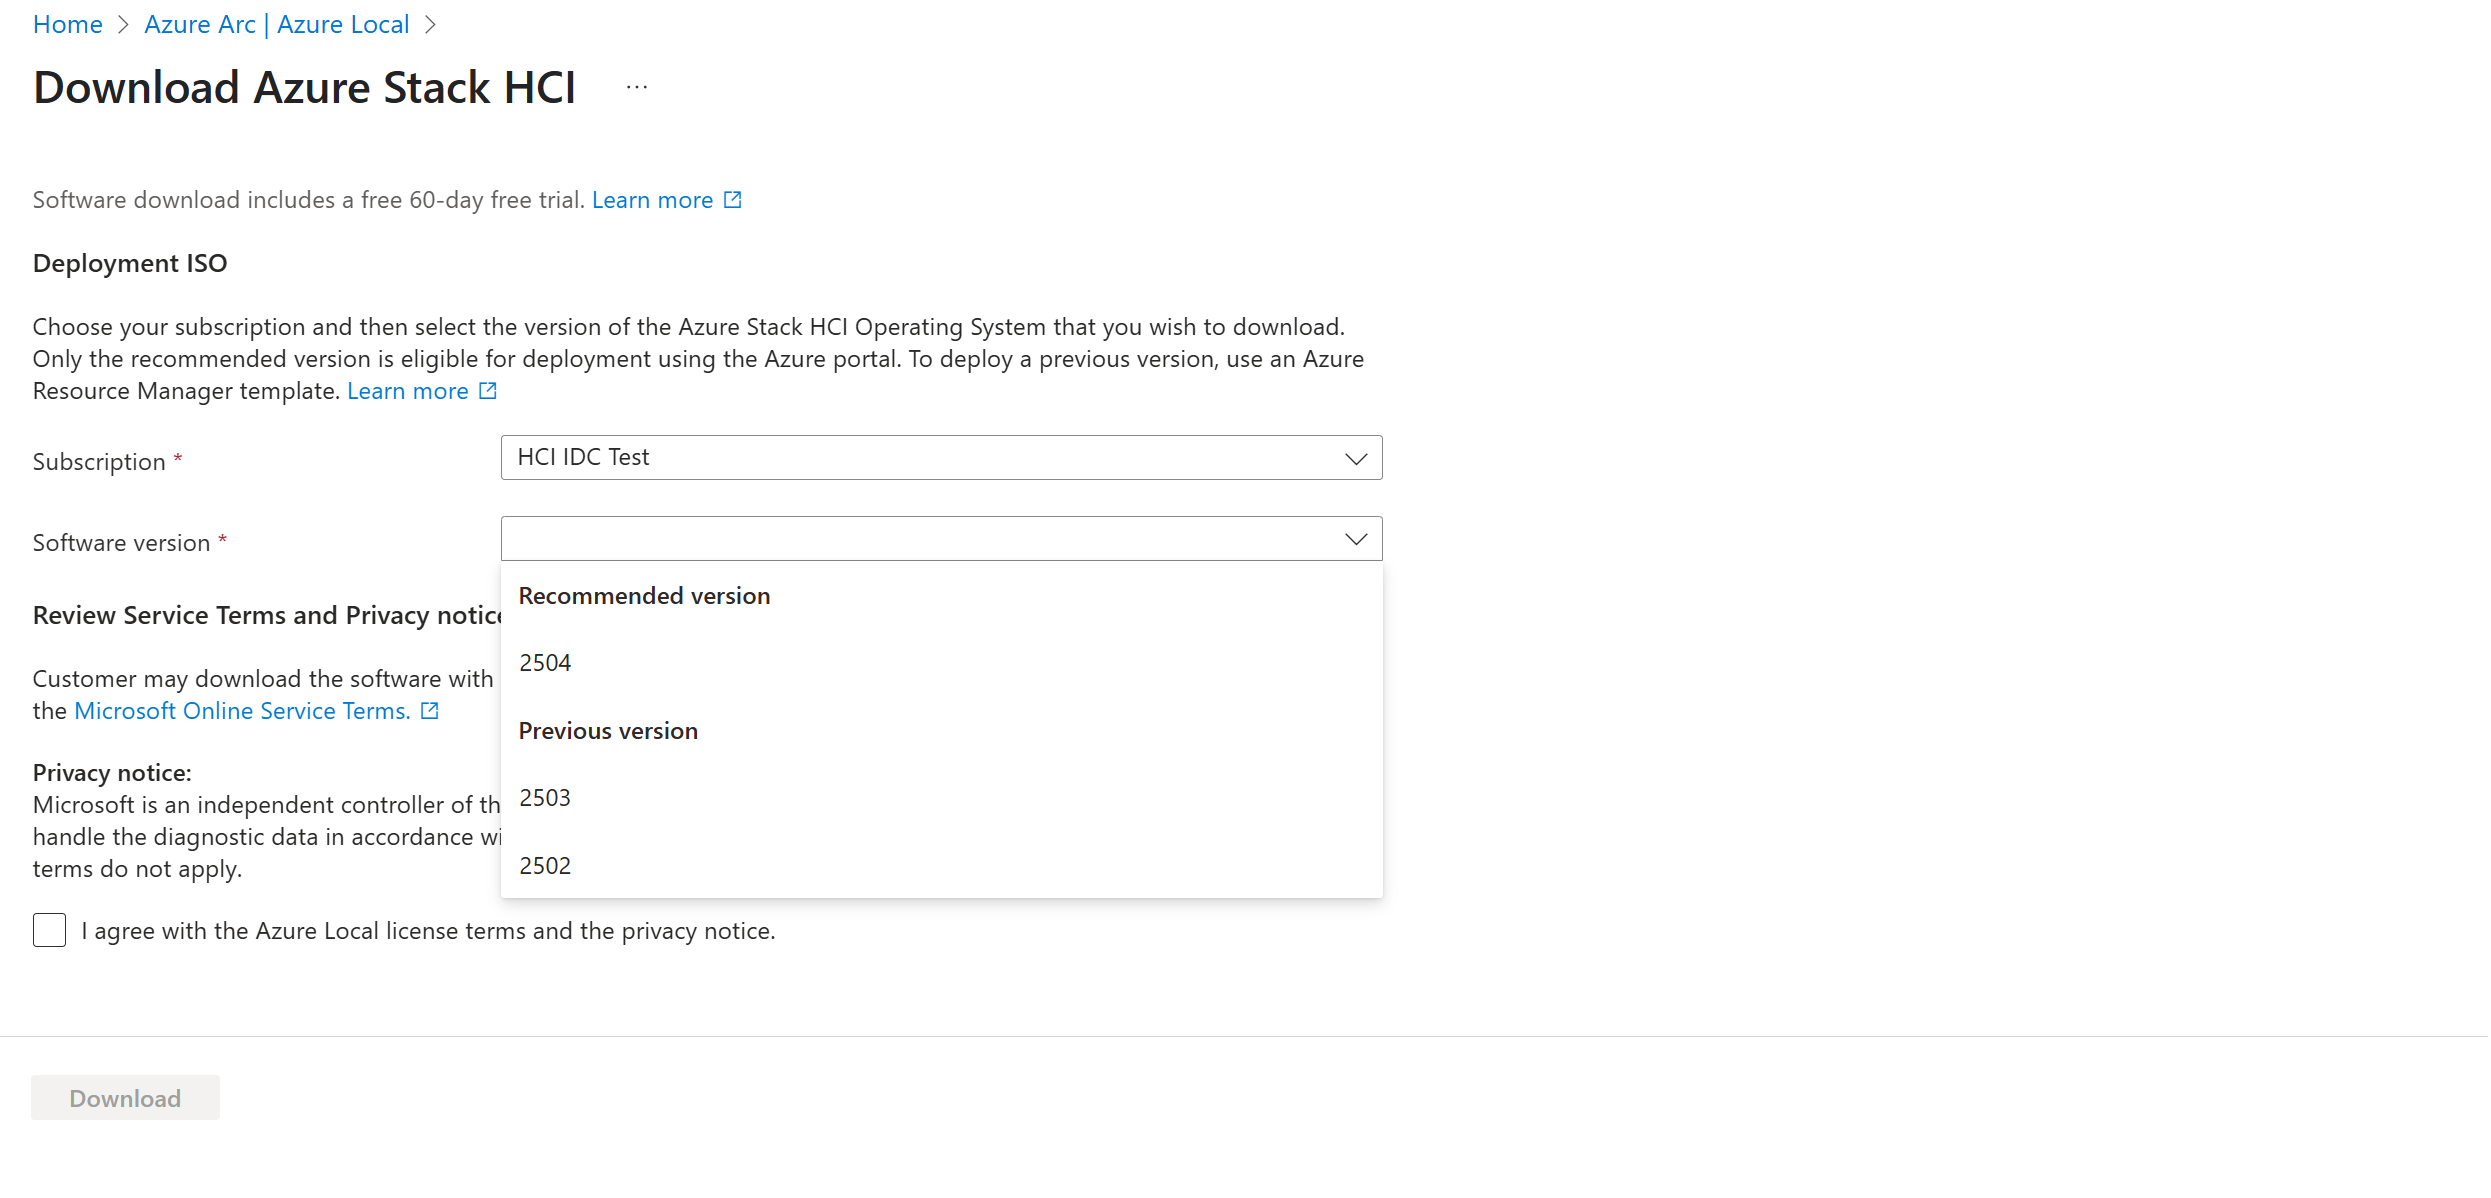 Home > Azure Arc | Azure Local >
Download Azure Stack HCI ...
Software download includes a free 60-day free trial. Learn more
Deployment ISO
Choose your subscription and then select the version of the Azure Stack HCI Operating System that you wish to download.
Only the recommended version is eligible for deployment using the Azure portal. To deploy a previous version, use an Azure
Resource Manager template. Learn more
Subscription *
HCI IDC Test
Software version *
Recommended version
2504
Previous version
2503
2502
Review Service Terms and Privacy notice
Customer may download the software with
the Microsoft Online Service Terms.
Privacy notice:
Microsoft is an independent controller of th
handle the diagnostic data in accordance wi
terms do not apply.
I agree with the Azure Local license terms and the privacy notice.
Download